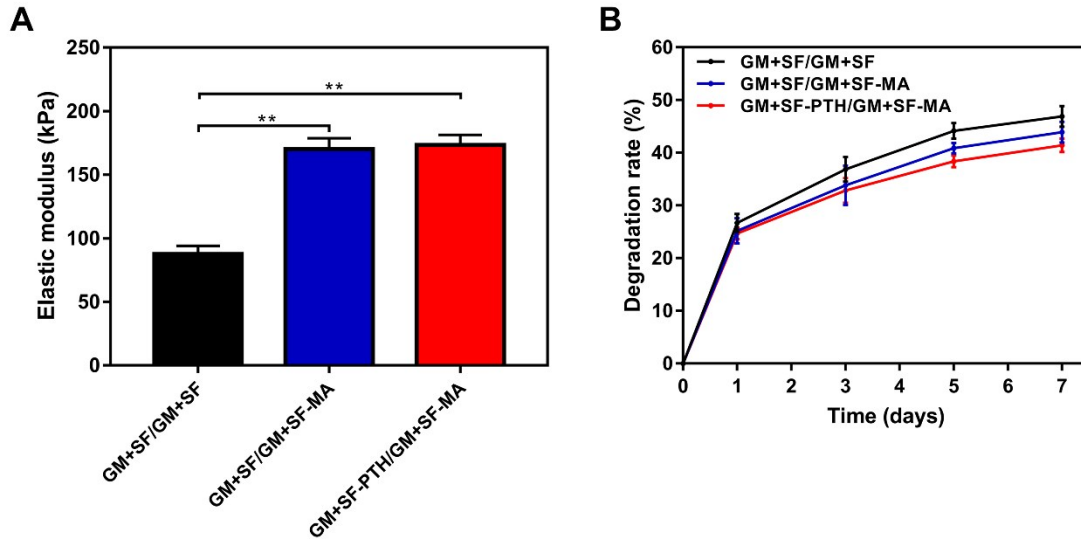 A
Elastic modulus (kPa)
250
200
150
100
50
0
**
**
GM+SF/GM+SF
GM+SF/GM+SF-MA
GM+SF-PTH/GM+SF-MA
B
Degradation rate (%)
60
50
40
30
20
10
0
GM+SF/GM+SF
GM+SF/GM+SF-MA
GM+SF-PTH/GM+SF-MA
0 1 2 3 4 5 6 7
Time (days)